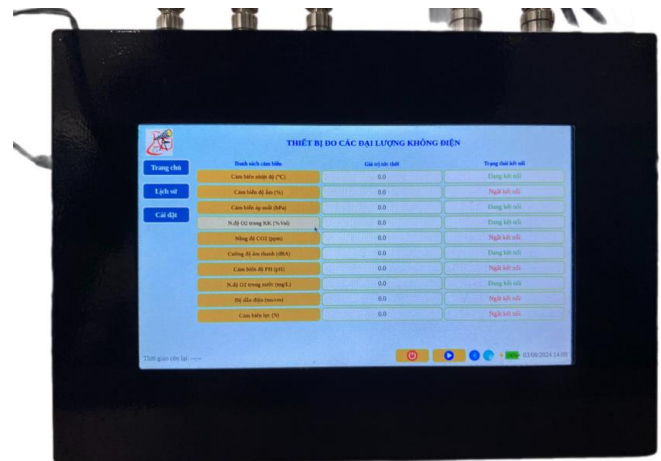 THIẾT BỊ ĐO CÁC ĐẠI LƯỢNG KHÔNG ĐIỆN
Trang chủ
Lịch sử
Cài đặt
Danh sách cảm biến Giá trị tức thời Trạng thái kết nối
Cảm biến nhiệt độ (°C) 0.0 Đang kết nối
Cảm biến độ ẩm (%) 0.0 Ngắt kết nối
Cảm biến áp suất (hPa) 0.0 Đang kết nối
N.độ O2 trong KK (%Vol) 0.0 Đang kết nối
Nồng độ CO2 (ppm) 0.0 Ngắt kết nối
Cường độ âm thanh (dBA) 0.0 Đang kết nối
Cảm biến độ PH (pH) 0.0 Ngắt kết nối
N.độ O2 trong nước (mg/L) 0.0 Đang kết nối
Độ dẫn điện (ms/cm) 0.0 Ngắt kết nối
Cảm biến lực (N) 0.0 Ngắt kết nối
Thời gian còn lại: --:--
100% 03/06/2024 14:09